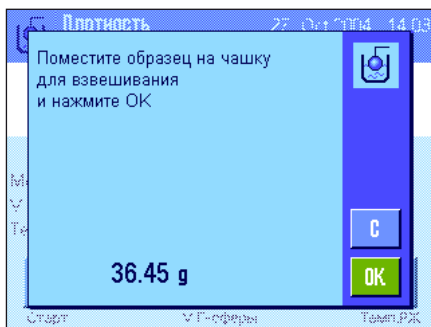 Плотность 27. Oct 2004 14:03
Поместите образец на чашку
для взвешивания
и нажмите OK
C
36.45 g
OK
Старт V Г-сферы Темп.РЖ